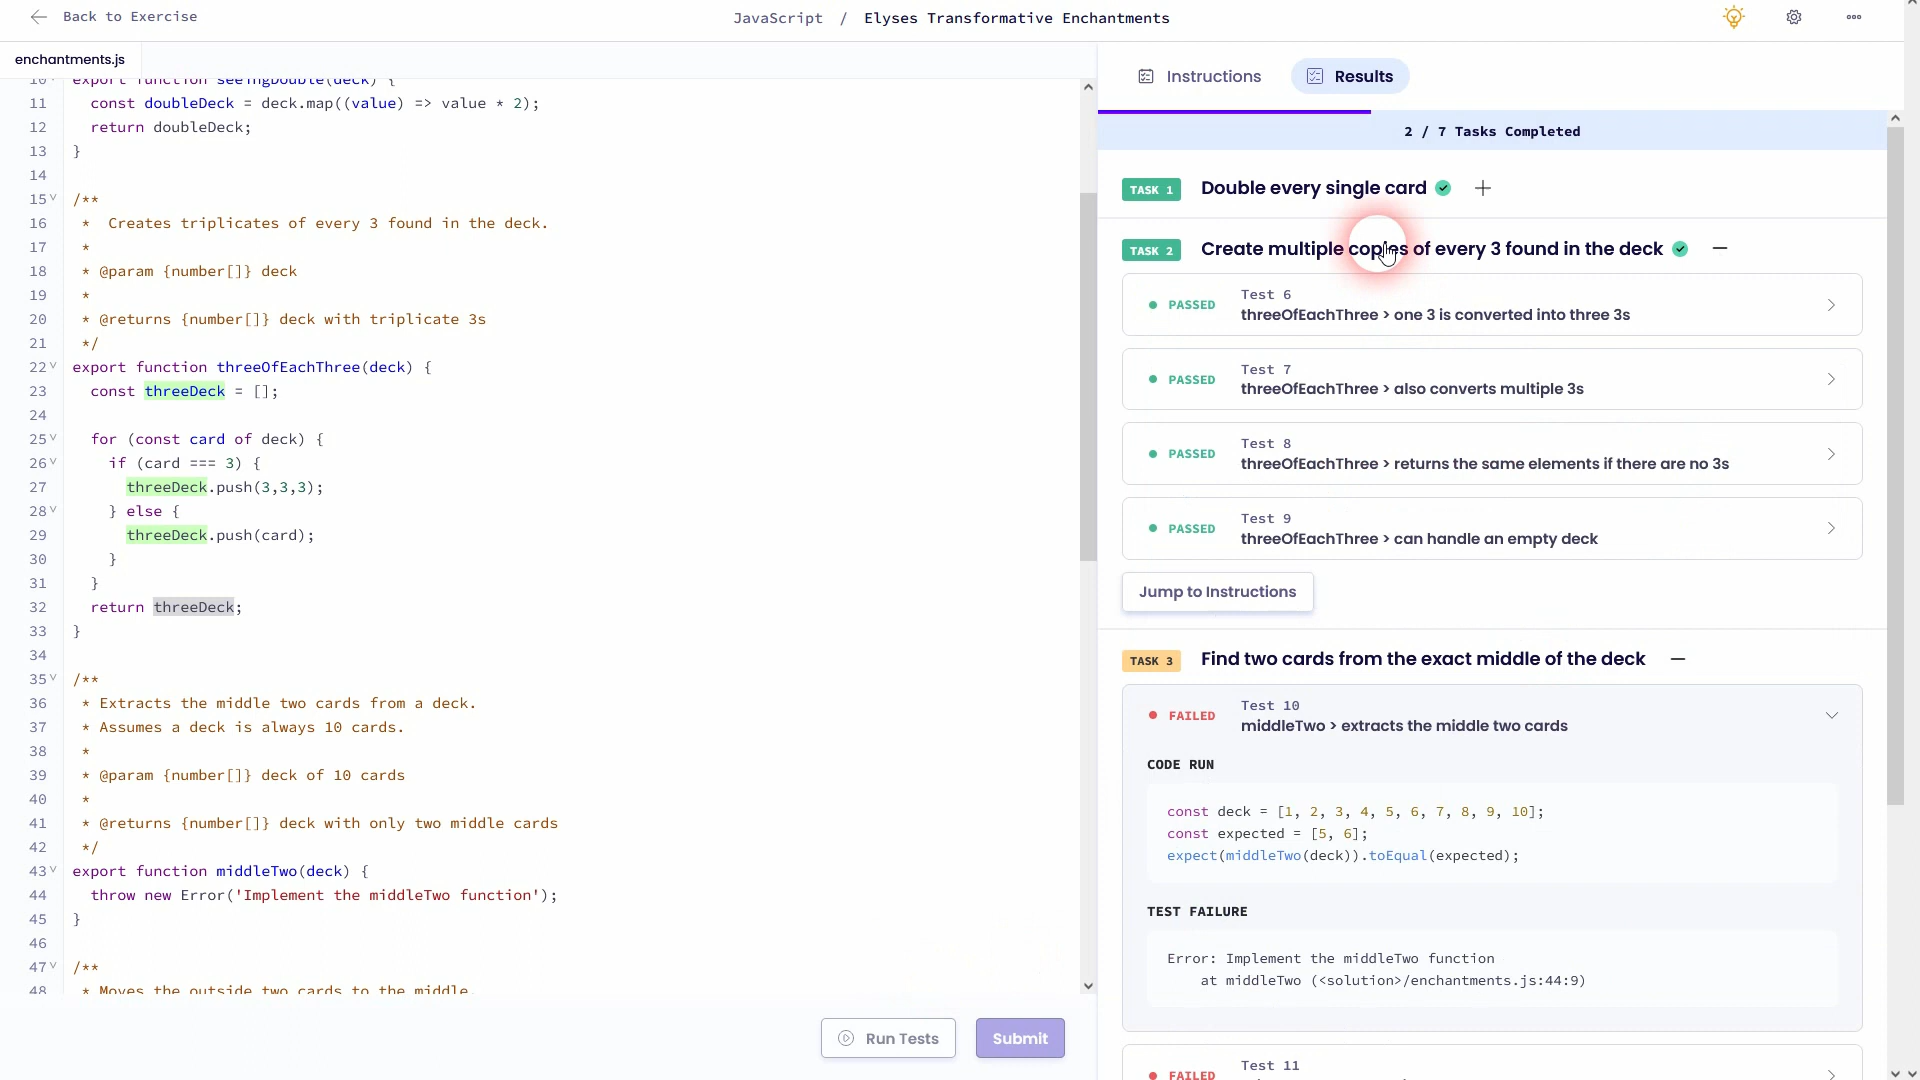 Back to Exercise
JavaScript / Elyses Transformative Enchantments
enchantments.js
10 export function seeingDouble(deck) {
11 const doubleDeck = deck.map((value) => value * 2);
12 return doubleDeck;
13 }
14
15 /**
16 * Creates triplicates of every 3 found in the deck.
17 *
18 * @param {number[]} deck
19 *
20 * @returns {number[]} deck with triplicate 3s
21 */
22 export function threeOfEachThree(deck) {
23 const threeDeck = [];
24
25 for (const card of deck) {
26 if (card === 3) {
27 threeDeck.push(3,3,3);
28 } else {
29 threeDeck.push(card);
30 }
31 }
32 return threeDeck;
33 }
34
35 /**
36 * Extracts the middle two cards from a deck.
37 * Assumes a deck is always 10 cards.
38 *
39 * @param {number[]} deck of 10 cards
40 *
41 * @returns {number[]} deck with only two middle cards
42 */
43 export function middleTwo(deck) {
44 throw new Error('Implement the middleTwo function');
45 }
46
47 /**
48 * Moves the outside two cards to the middle.
Run Tests
Submit
Instructions
Results
2 / 7 Tasks Completed
TASK 1 Double every single card
TASK 2 Create multiple copies of every 3 found in the deck
Test 6
PASSED
threeOfEachThree > one 3 is converted into three 3s
Test 7
PASSED
threeOfEachThree > also converts multiple 3s
Test 8
PASSED
threeOfEachThree > returns the same elements if there are no 3s
Test 9
PASSED
threeOfEachThree > can handle an empty deck
Jump to Instructions
TASK 3 Find two cards from the exact middle of the deck
Test 10
FAILED
middleTwo > extracts the middle two cards
CODE RUN
const deck = [1, 2, 3, 4, 5, 6, 7, 8, 9, 10];
const expected = [5, 6];
expect(middleTwo(deck)).toEqual(expected);
TEST FAILURE
Error: Implement the middleTwo function
at middleTwo (<solution>/enchantments.js:44:9)
Test 11
FAILED